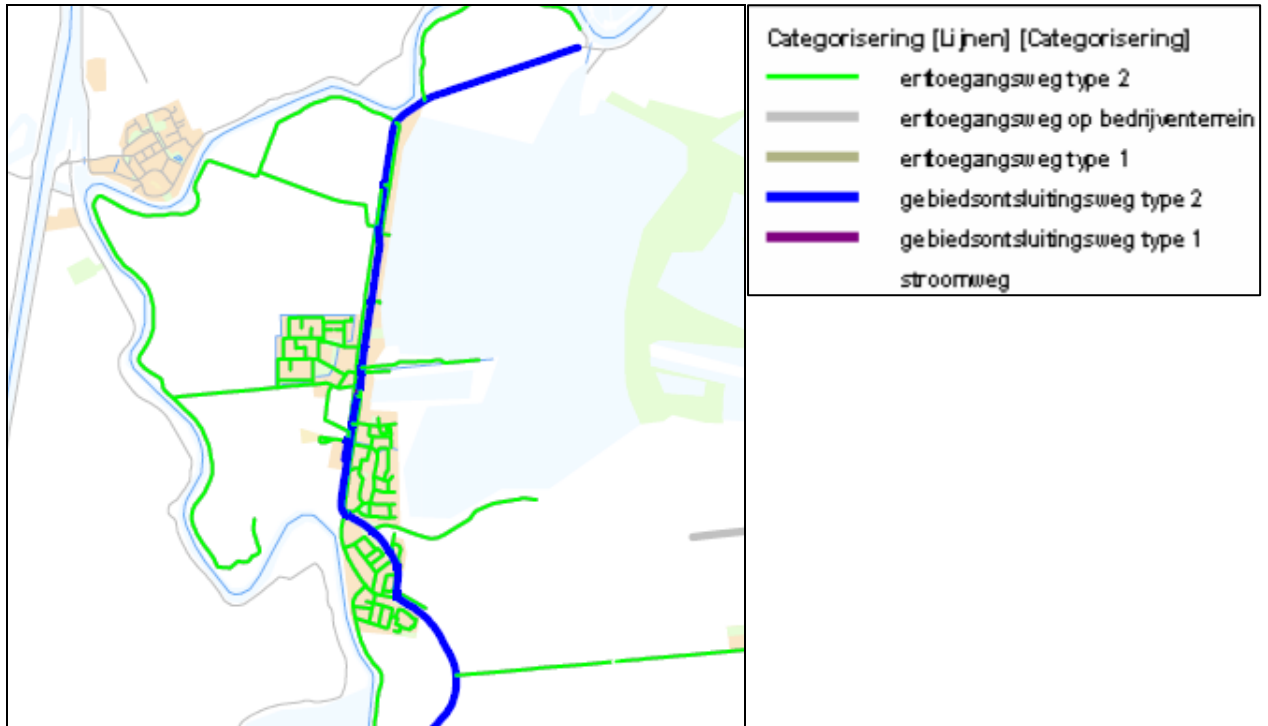 Categorisering [Lijnen] [Categorisering]
erftoegangsweg type 2
erftoegangsweg op bedrijventerrein
erftoegangsweg type 1
gebiedsontsluitingsweg type 2
gebiedsontsluitingsweg type 1
stroomweg